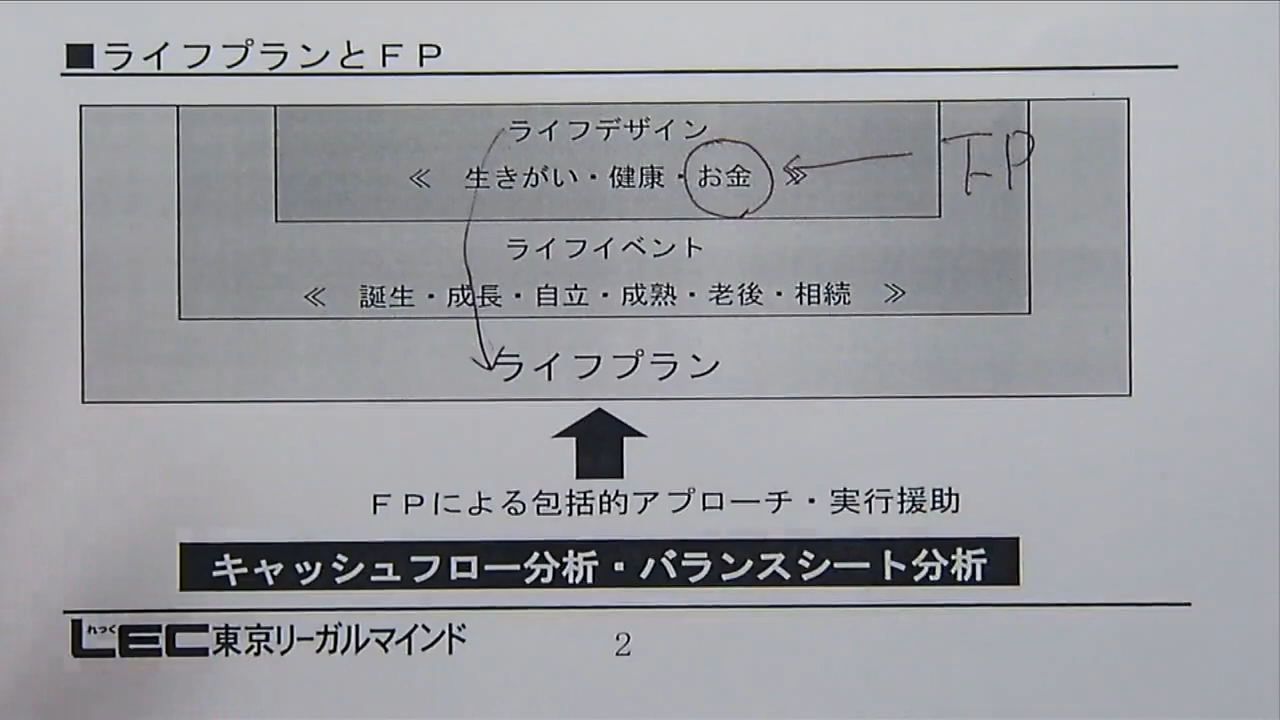 ■ライフプランとＦＰ
ライフデザイン
≪　生きがい・健康・お金　≫
FP
ライフイベント
≪　誕生・成長・自立・成熟・老後・相続　≫
ライフプラン
ＦＰによる包括的アプローチ・実行援助
キャッシュフロー分析・バランスシート分析
れっく
LEC東京リーガルマインド
2